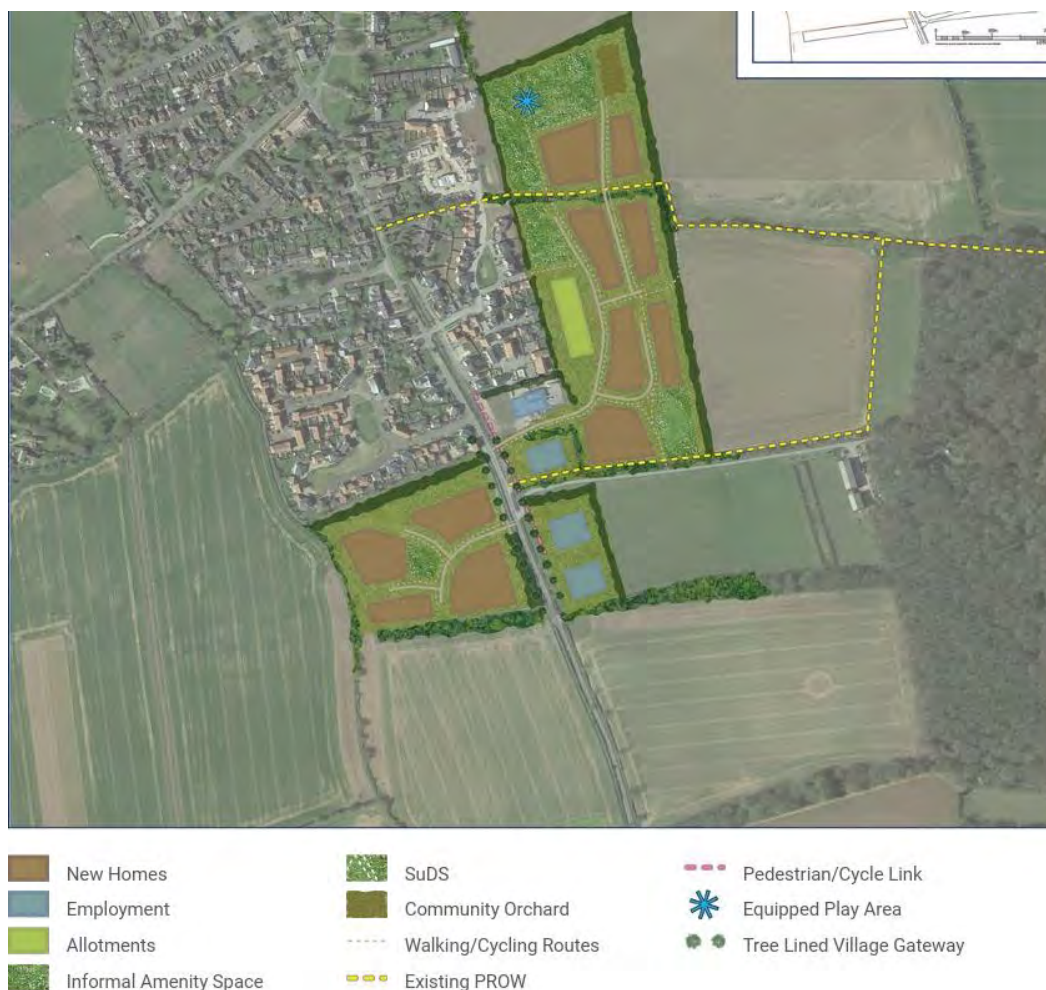 New Homes
Employment
Allotments
Informal Amenity Space
SuDS
Community Orchard
Walking/Cycling Routes
Existing PROW
Pedestrian/Cycle Link
Equipped Play Area
Tree Lined Village Gateway